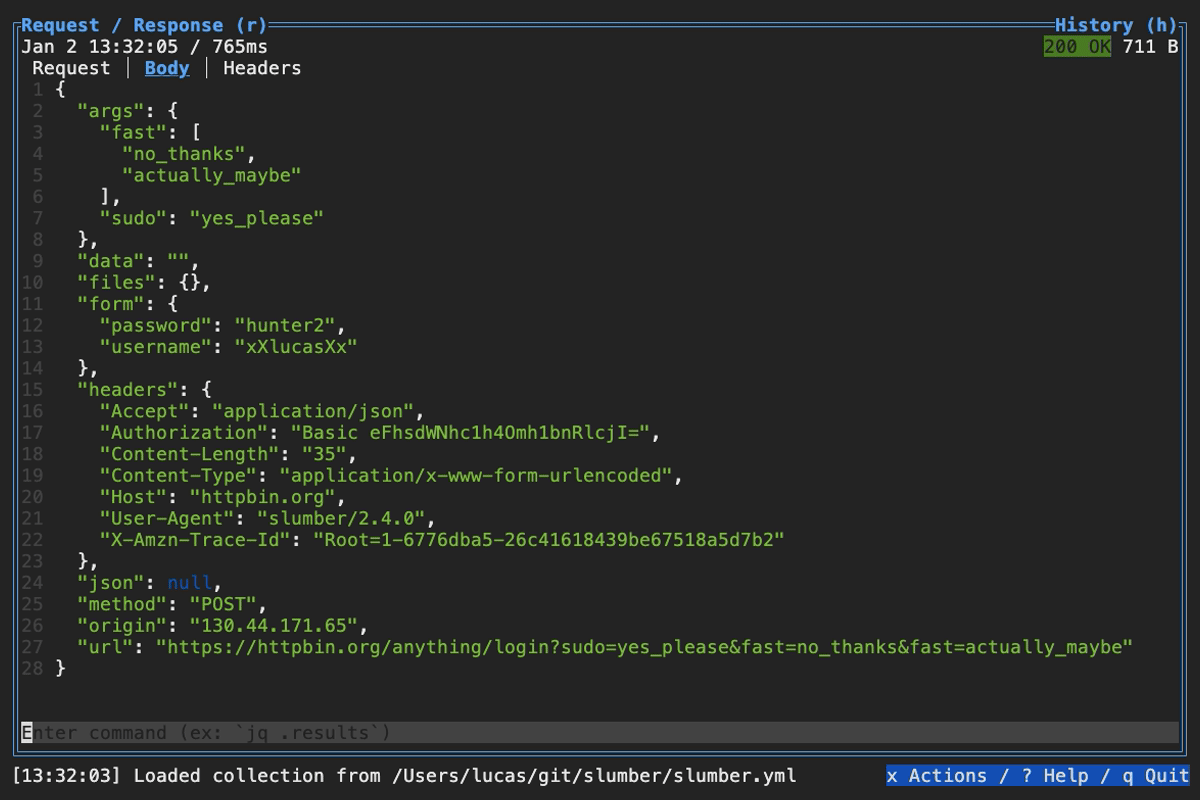 Request / Response (r) History (h)
Jan 2 13:32:05 / 765ms 200 OK 711 B
Request | Body | Headers
1 {
2   "args": {
3     "fast": [
4       "no_thanks",
5       "actually_maybe"
6     ],
7     "sudo": "yes_please"
8   },
9   "data": "",
10   "files": {},
11   "form": {
12     "password": "hunter2",
13     "username": "xXlucasXx"
14   },
15   "headers": {
16     "Accept": "application/json",
17     "Authorization": "Basic eFhsdWNhc1h4Omh1bnRlcjI=",
18     "Content-Length": "35",
19     "Content-Type": "application/x-www-form-urlencoded",
20     "Host": "httpbin.org",
21     "User-Agent": "slumber/2.4.0",
22     "X-Amzn-Trace-Id": "Root=1-6776dba5-26c41618439be67518a5d7b2"
23   },
24   "json": null,
25   "method": "POST",
26   "origin": "130.44.171.65",
27   "url": "https://httpbin.org/anything/login?sudo=yes_please&fast=no_thanks&fast=actually_maybe"
28 }
Enter command (ex: `jq .results`)
[13:32:03] Loaded collection from /Users/lucas/git/slumber/slumber.yml x Actions / ? Help / q Quit